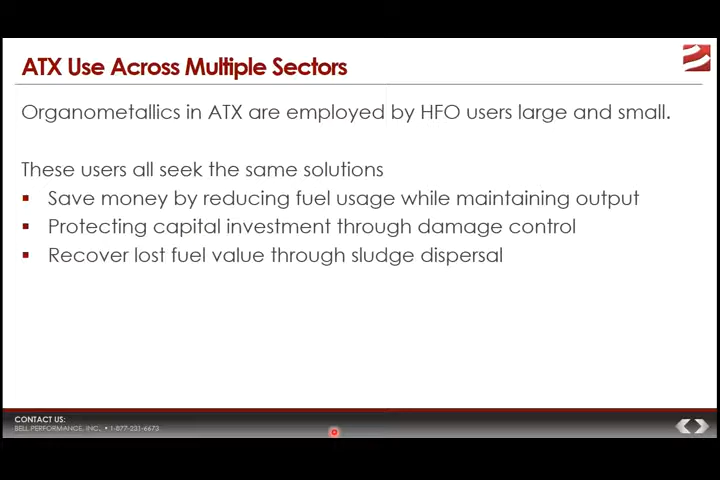 ATX Use Across Multiple Sectors
Organometallics in ATX are employed by HFO users large and small.
These users all seek the same solutions
Save money by reducing fuel usage while maintaining output
Protecting capital investment through damage control
Recover lost fuel value through sludge dispersal
CONTACT US:
BELL PERFORMANCE, INC. • 1-877-231-6673